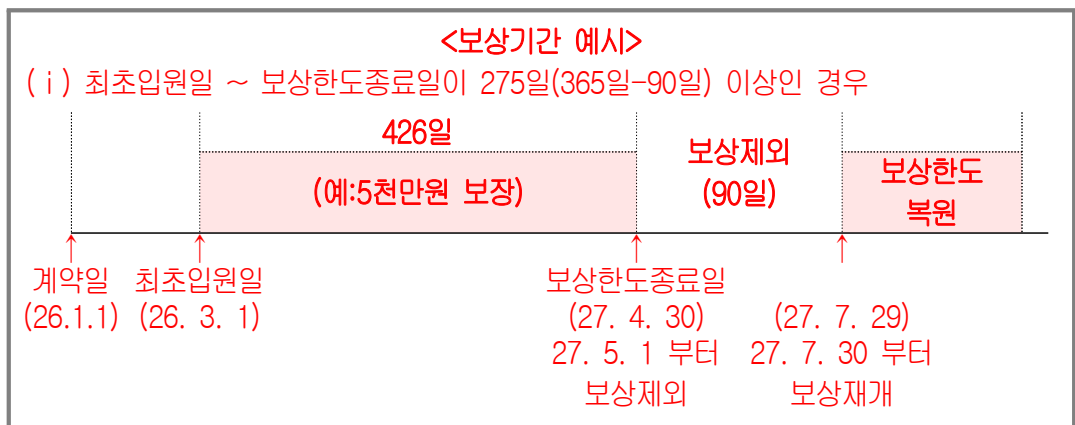 <보상기간 예시>
(ⅰ) 최초입원일 ~ 보상한도종료일이 275일(365일-90일) 이상인 경우
426일
(예:5천만원 보장)
보상제외
(90일)
보상한도
복원
계약일
(26.1.1)
최초입원일
(26. 3. 1)
보상한도종료일
(27. 4. 30)
27. 5. 1 부터
보상제외
(27. 7. 29)
27. 7. 30 부터
보상재개